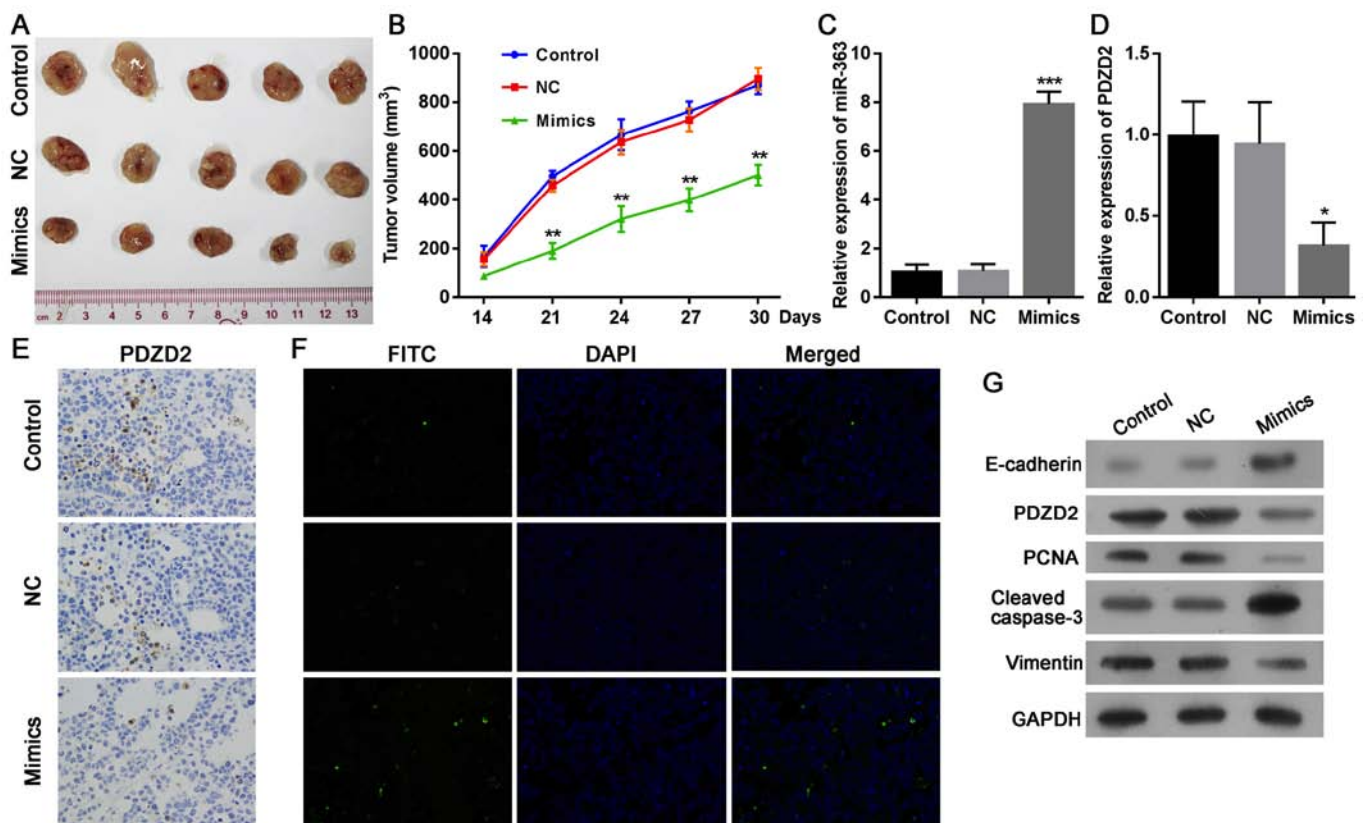 A
Control
NC
Mimics
cm 2 3 4 5 6 7 8 9 10 11 12 13
B
Tumor volume (mm³)
1000
800
600
400
200
0
Control
NC
Mimics
**
**
**
**
14 21 24 27 30 Days
C
Relative expression of miR-363
10
8
6
4
2
0
***
Control NC Mimics
D
Relative expression of PDZD2
1.5
1.0
0.5
0.0
*
Control NC Mimics
E
PDZD2
Control
NC
Mimics
F
FITC DAPI Merged
G
Control NC Mimics
E-cadherin
PDZD2
PCNA
Cleaved
caspase-3
Vimentin
GAPDH